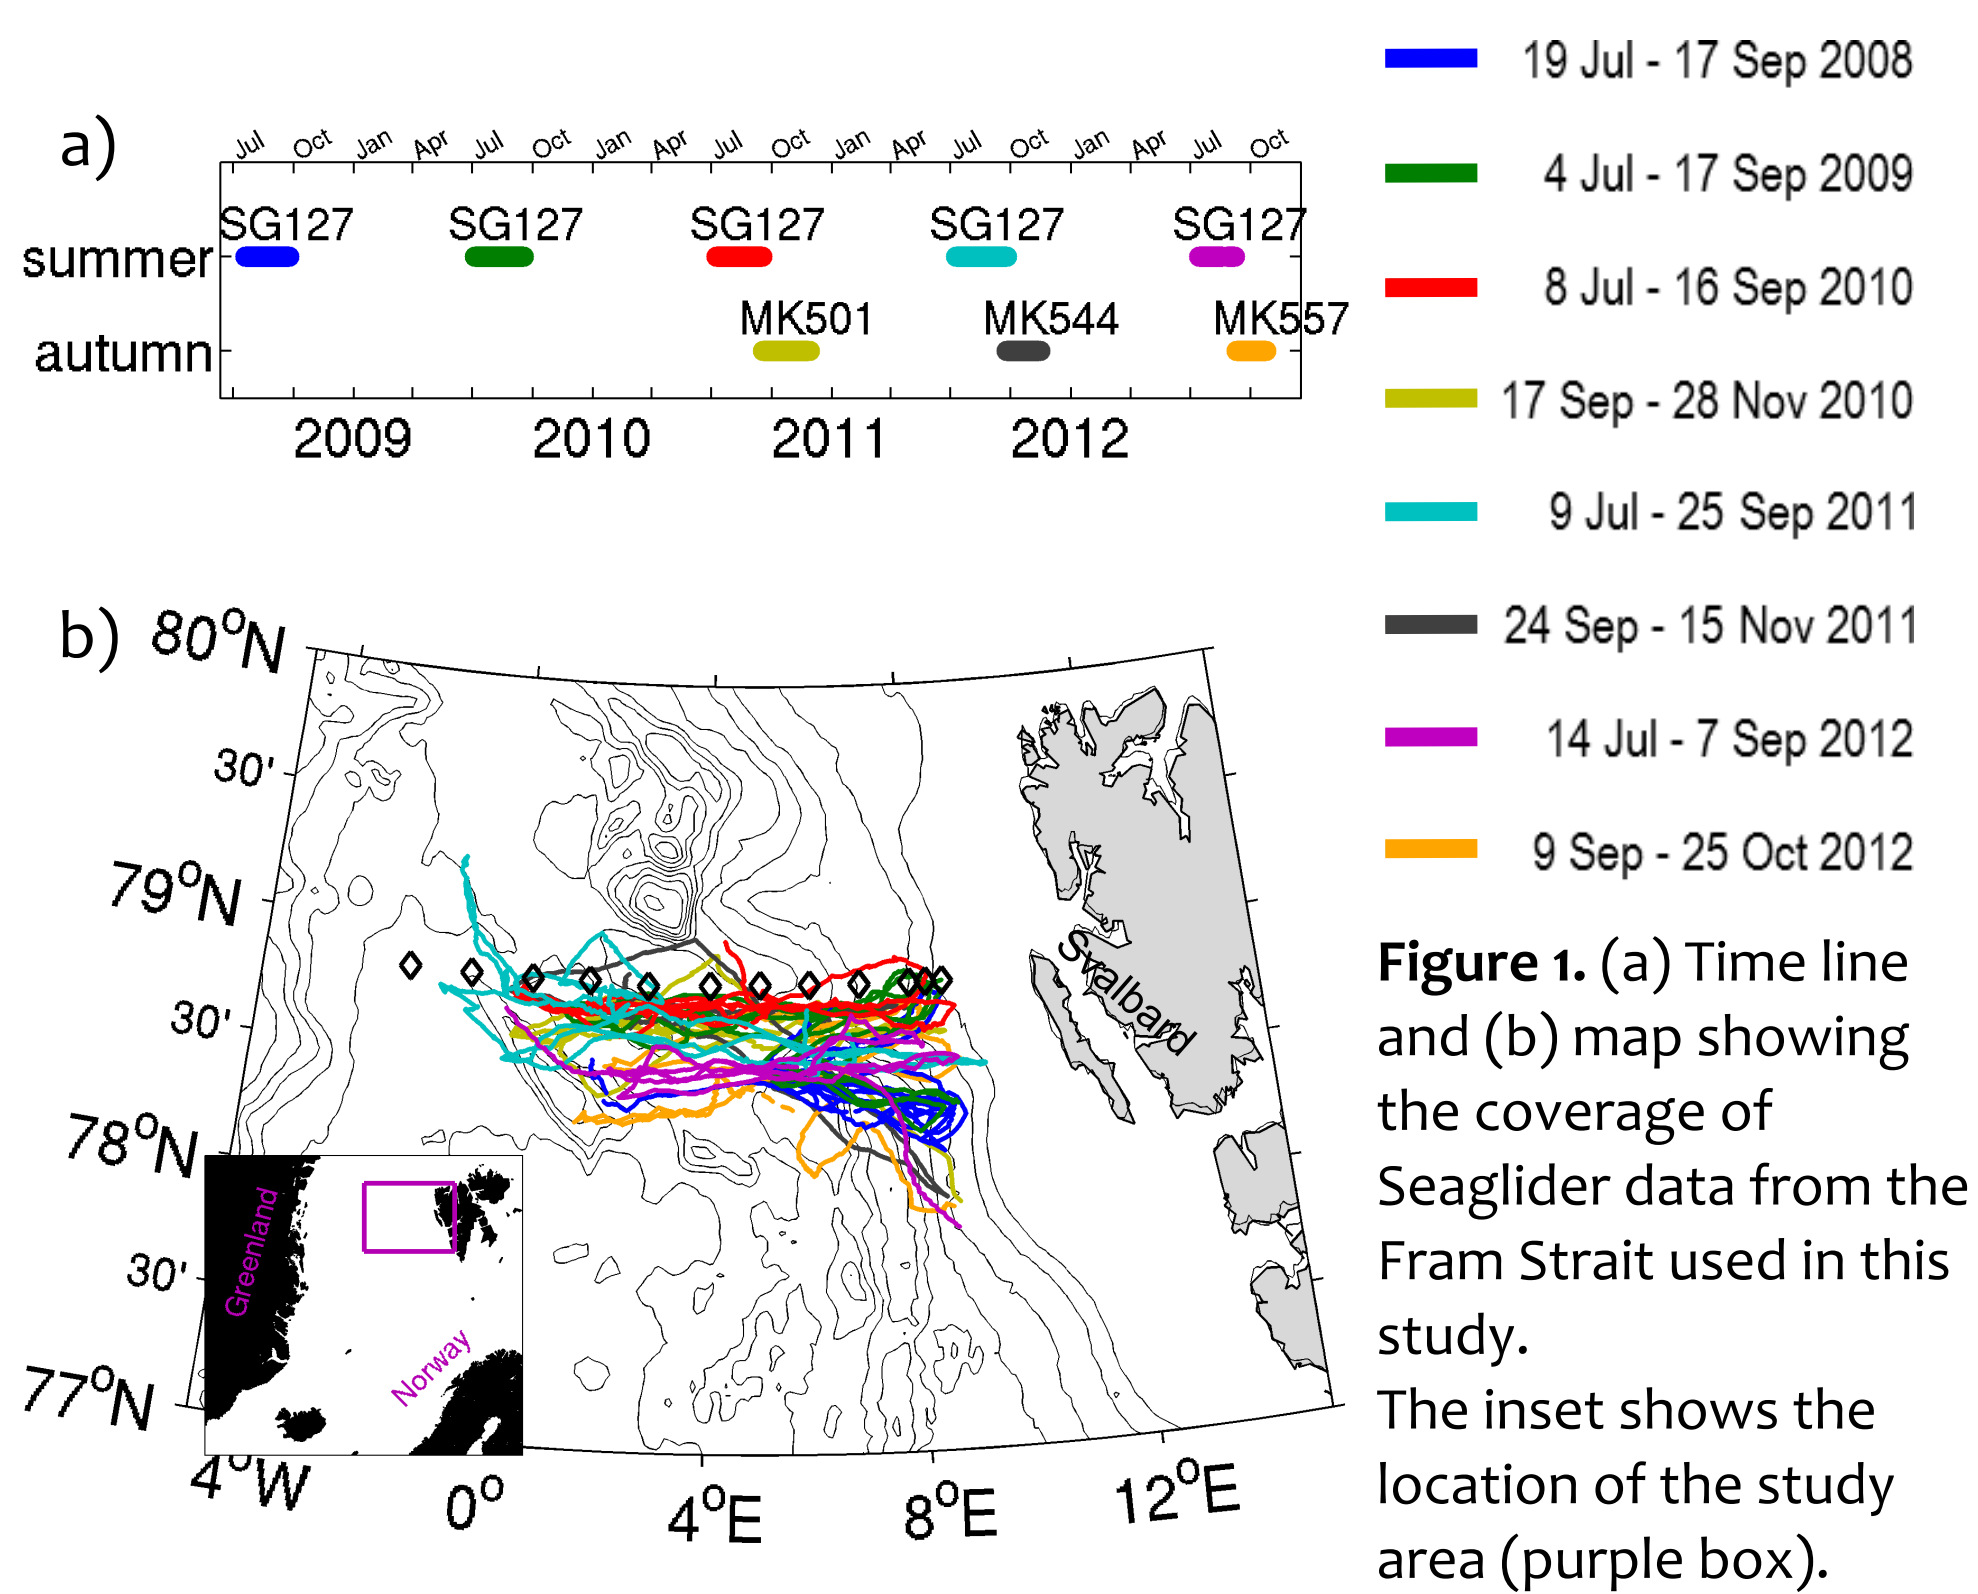 a)
Jul Oct Jan Apr Jul Oct Jan Apr Jul Oct Jan Apr Jul Oct Jan Apr Jul Oct
SG127 SG127 SG127 SG127 SG127
summer
MK501 MK544 MK557
autumn
2009 2010 2011 2012
19 Jul - 17 Sep 2008
4 Jul - 17 Sep 2009
8 Jul - 16 Sep 2010
17 Sep - 28 Nov 2010
9 Jul - 25 Sep 2011
24 Sep - 15 Nov 2011
14 Jul - 7 Sep 2012
9 Sep - 25 Oct 2012
b)
80°N
30'
79°N
30'
78°N
30'
77°N
4°W 0° 4°E 8°E 12°E
Svalbard
Greenland
Norway
Figure 1. (a) Time line
and (b) map showing
the coverage of
Seaglider data from the
Fram Strait used in this
study.
The inset shows the
location of the study
area (purple box).